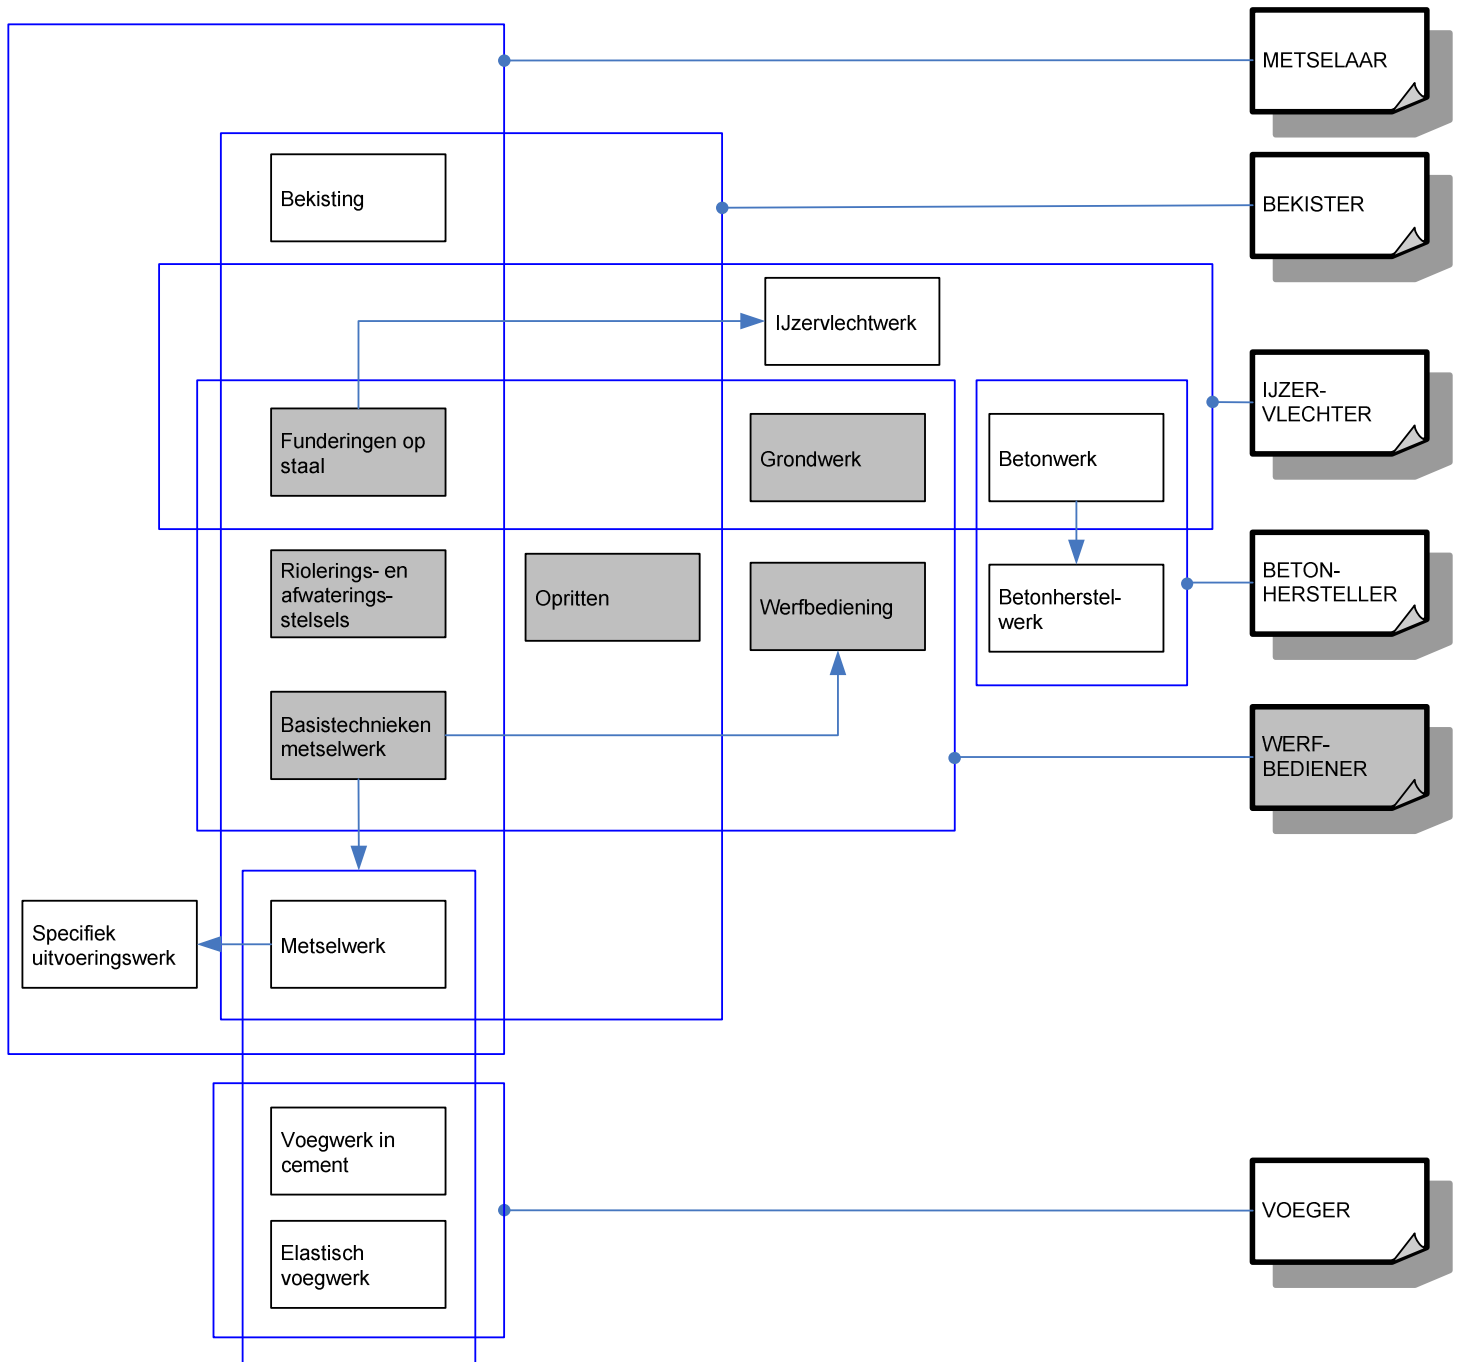 METSELAAR
Bekisting
BEKISTER
IJzervlechtwerk
IJZER-
VLECHTER
Funderingen op
staal
Grondwerk
Betonwerk
Riolerings- en
afwaterings-
stelsels
Opritten
Werfbediening
Betonherstel-
werk
BETON-
HERSTELLER
Basistechnieken
metselwerk
WERF-
BEDIENER
Specifiek
uitvoeringswerk
Metselwerk
Voegwerk in
cement
VOEGER
Elastisch
voegwerk